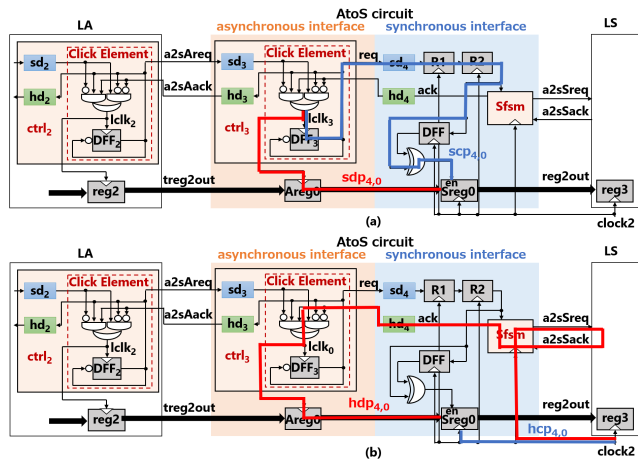 AtoS circuit
LA
asynchronous interface
synchronous interface
LS
Click Element
Click Element
sd2
a2sAreq
sd3
req
sd4
R1
R2
a2sAack
a2sSreq
hd2
hd3
hd4
ack
Sfsm
a2sSack
lclk2
lclk3
ctrl2
DFF2
ctrl3
DFF3
DFF
scp4,0
sdp4,0
en
reg2
treg2out
Areg0
Sreg0
reg2out
reg3
(a)
clock2
AtoS circuit
LA
asynchronous interface
synchronous interface
LS
Click Element
Click Element
sd2
a2sAreq
sd3
req
sd4
R1
R2
a2sAack
a2sSreq
hd2
hd3
hd4
ack
Sfsm
a2sSack
lclk2
lclk0
ctrl2
DFF2
ctrl3
DFF3
DFF
hdp4,0
en
hcp4,0
reg2
treg2out
Areg0
Sreg0
reg2out
reg3
(b)
clock2